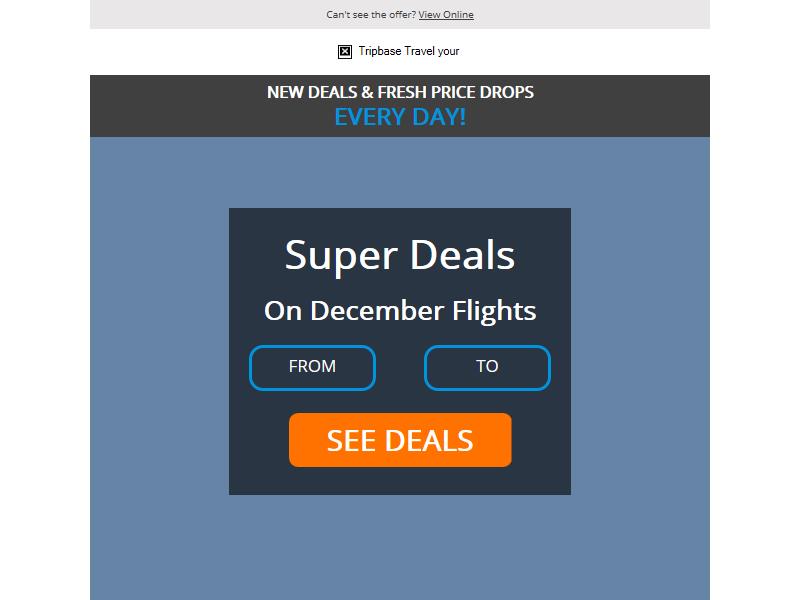 Can't see the offer? View Online
Tripbase Travel your
NEW DEALS & FRESH PRICE DROPS
EVERY DAY!
Super Deals
On December Flights
FROM TO
SEE DEALS